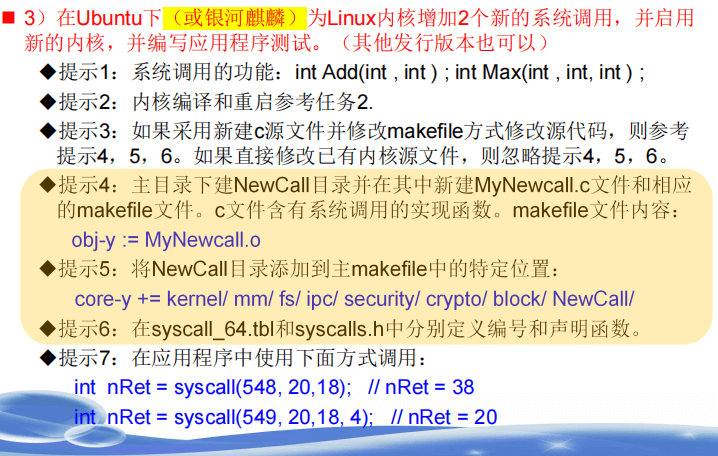 3）在Ubuntu下（或银河麒麟）为Linux内核增加2个新的系统调用，并启用
新的内核，并编写应用程序测试。（其他发行版本也可以）
◆提示1：系统调用的功能：int Add(int , int ) ; int Max(int , int, int ) ;
◆提示2：内核编译和重启参考任务2.
◆提示3：如果采用新建c源文件并修改makefile方式修改源代码，则参考
提示4，5，6。如果直接修改已有内核源文件，则忽略提示4，5，6。
◆提示4：主目录下建NewCall目录并在其中新建MyNewcall.c文件和相应
的makefile文件。c文件含有系统调用的实现函数。makefile文件内容：
obj-y := MyNewcall.o
◆提示5：将NewCall目录添加到主makefile中的特定位置：
core-y += kernel/ mm/ fs/ ipc/ security/ crypto/ block/ NewCall/
◆提示6：在syscall_64.tbl和syscalls.h中分别定义编号和声明函数。
◆提示7：在应用程序中使用下面方式调用：
int nRet = syscall(548, 20,18); // nRet = 38
int nRet = syscall(549, 20,18, 4); // nRet = 20